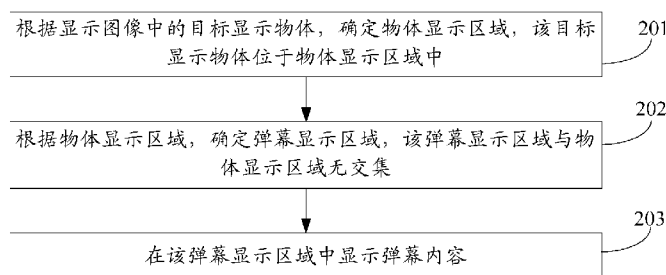 根据显示图像中的目标显示物体，确定物体显示区域，该目标
显示物体位于物体显示区域中
201
根据物体显示区域，确定弹幕显示区域，该弹幕显示区域与物
体显示区域无交集
202
在该弹幕显示区域中显示弹幕内容
203